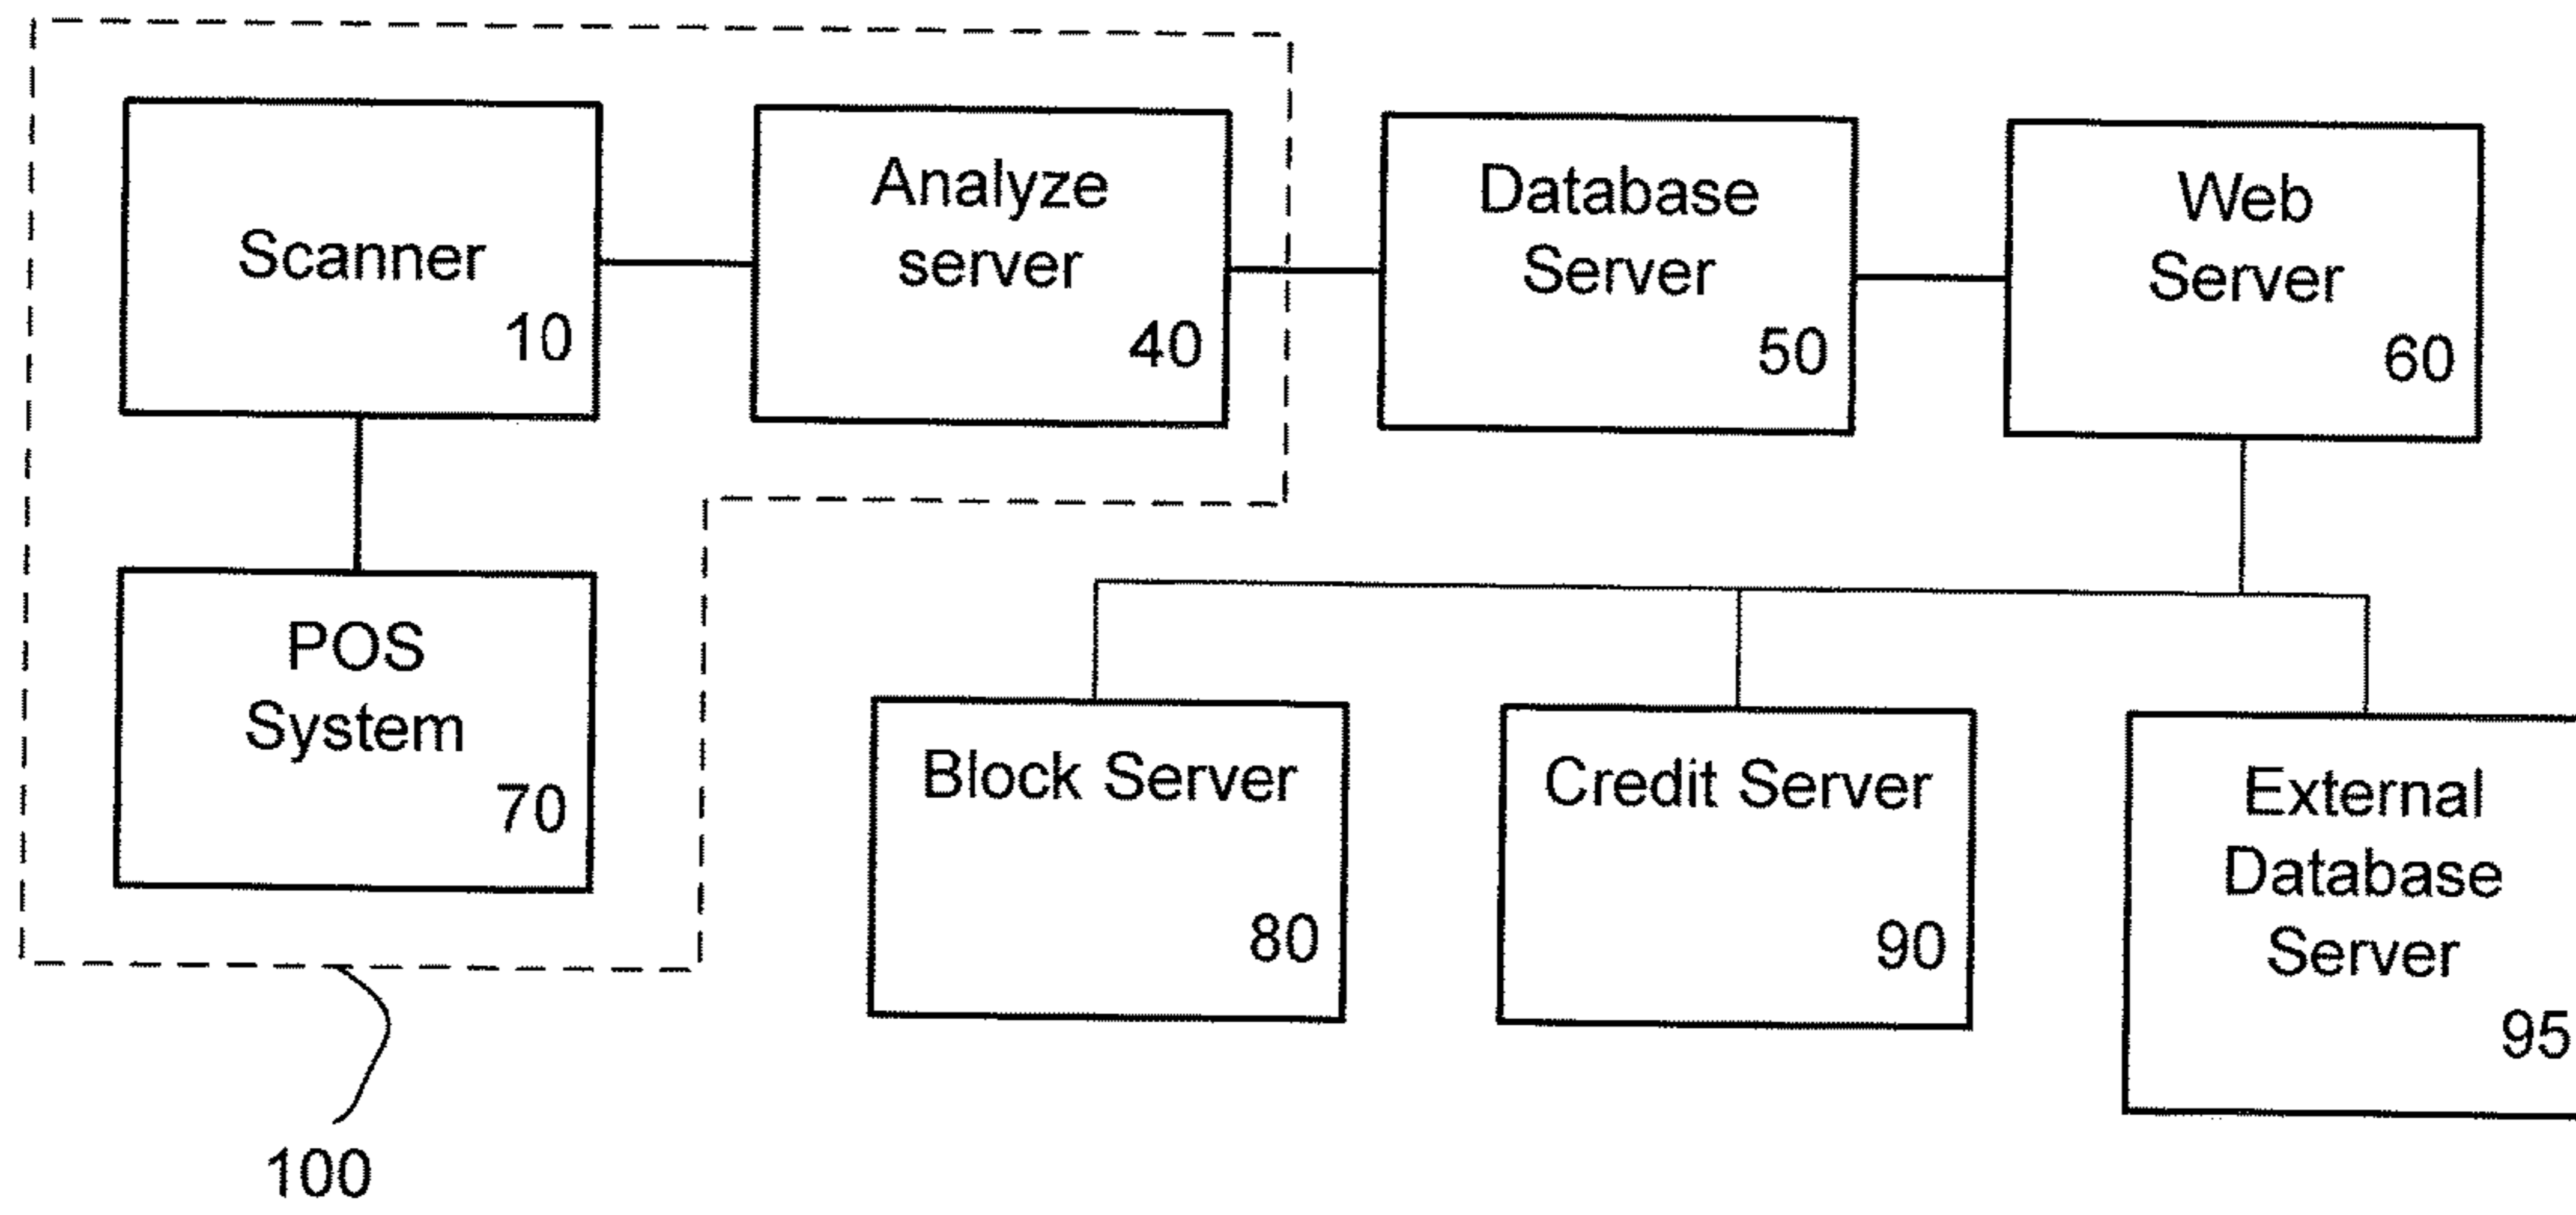 Scanner
10
Analyze
server
40
Database
Server
50
Web
Server
60
POS
System
70
Block Server
80
Credit Server
90
External
Database
Server
95
100